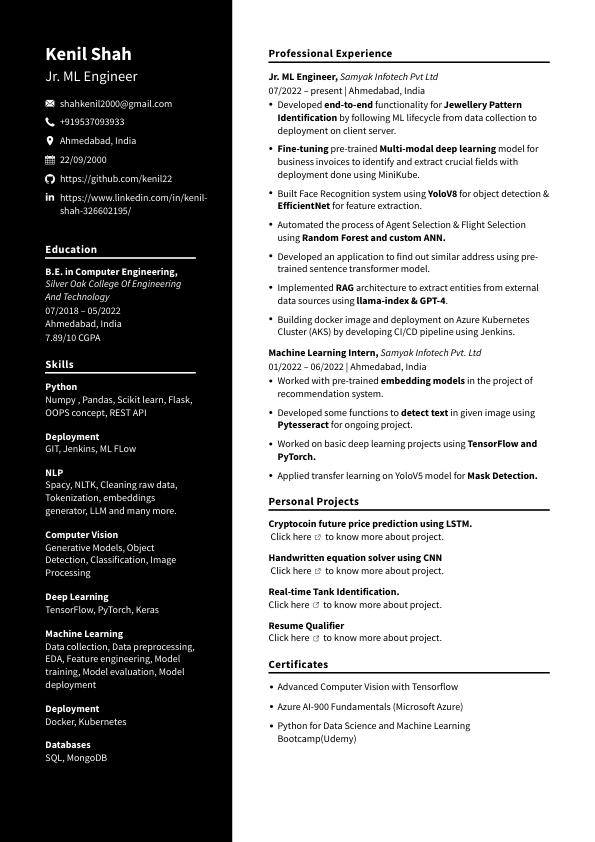 Kenil Shah
Jr. ML Engineer
shahkenil2000@gmail.com
+919537093933
Ahmedabad, India
22/09/2000
https://github.com/kenil22
https://www.linkedin.com/in/kenil-
shah-326602195/
Education
B.E. in Computer Engineering,
Silver Oak College Of Engineering
And Technology
07/2018 – 05/2022
Ahmedabad, India
7.89/10 CGPA
Skills
Python
Numpy , Pandas, Scikit learn, Flask,
OOPS concept, REST API
Deployment
GIT, Jenkins, ML FLow
NLP
Spacy, NLTK, Cleaning raw data,
Tokenization, embeddings
generator, LLM and many more.
Computer Vision
Generative Models, Object
Detection, Classification, Image
Processing
Deep Learning
TensorFlow, PyTorch, Keras
Machine Learning
Data collection, Data preprocessing,
EDA, Feature engineering, Model
training, Model evaluation, Model
deployment
Deployment
Docker, Kubernetes
Databases
SQL, MongoDB
Professional Experience
Jr. ML Engineer, Samyak Infotech Pvt Ltd
07/2022 – present | Ahmedabad, India
• Developed end-to-end functionality for Jewellery Pattern
Identification by following ML lifecycle from data collection to
deployment on client server.
• Fine-tuning pre-trained Multi-modal deep learning model for
business invoices to identify and extract crucial fields with
deployment done using MiniKube.
• Built Face Recognition system using YoloV8 for object detection &
EfficientNet for feature extraction.
• Automated the process of Agent Selection & Flight Selection
using Random Forest and custom ANN.
• Developed an application to find out similar address using pre-
trained sentence transformer model.
• Implemented RAG architecture to extract entities from external
data sources using llama-index & GPT-4.
• Building docker image and deployment on Azure Kubernetes
Cluster (AKS) by developing CI/CD pipeline using Jenkins.
Machine Learning Intern, Samyak Infotech Pvt. Ltd
01/2022 – 06/2022 | Ahmedabad, India
• Worked with pre-trained embedding models in the project of
recommendation system.
• Developed some functions to detect text in given image using
Pytesseract for ongoing project.
• Worked on basic deep learning projects using TensorFlow and
PyTorch.
• Applied transfer learning on YoloV5 model for Mask Detection.
Personal Projects
Cryptocoin future price prediction using LSTM.
Click here to know more about project.
Handwritten equation solver using CNN
Click here to know more about project.
Real-time Tank Identification.
Click here to know more about project.
Resume Qualifier
Click here to know more about project.
Certificates
• Advanced Computer Vision with Tensorflow
• Azure AI-900 Fundamentals (Microsoft Azure)
• Python for Data Science and Machine Learning
Bootcamp(Udemy)